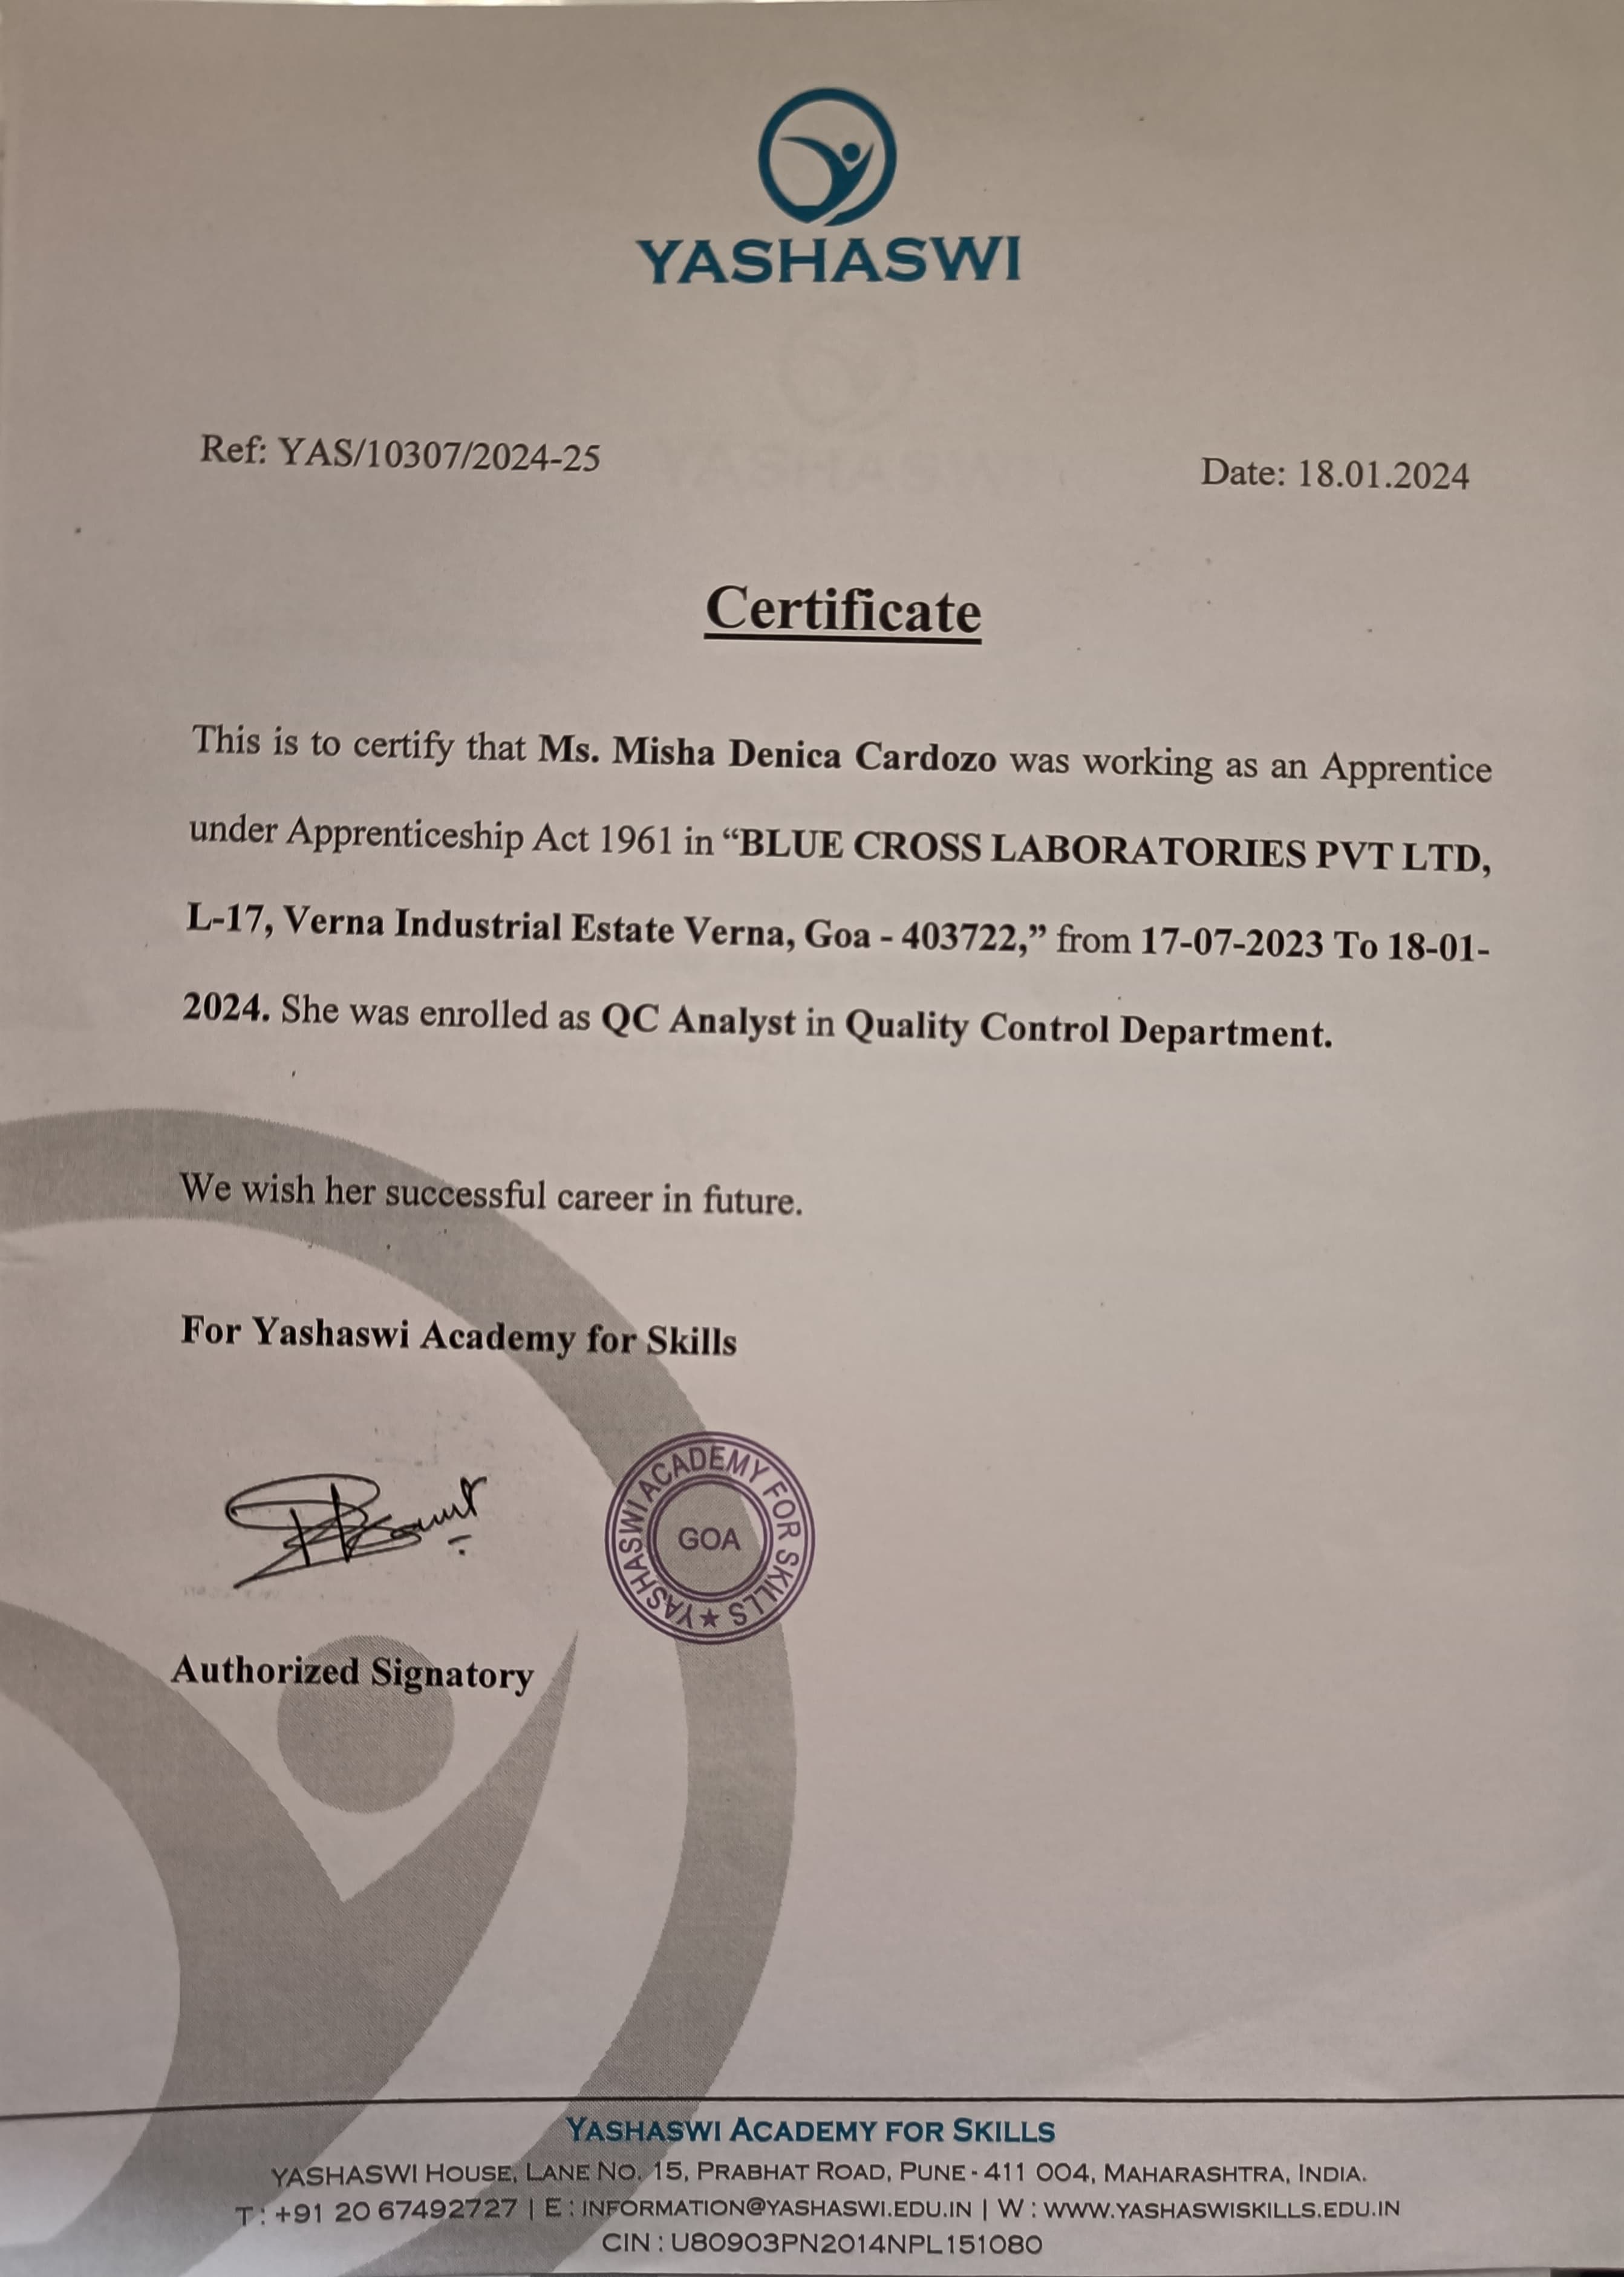 YASHASWI
Ref: YAS/10307/2024-25
Date: 18.01.2024
Certificate
This is to certify that Ms. Misha Denica Cardozo was working as an Apprentice
under Apprenticeship Act 1961 in “BLUE CROSS LABORATORIES PVT LTD,
L-17, Verna Industrial Estate Verna, Goa - 403722,” from 17-07-2023 To 18-01-
2024. She was enrolled as QC Analyst in Quality Control Department.
We wish her successful career in future.
For Yashaswi Academy for Skills
YASHASWI ACADEMY FOR SKILLS
GOA
Authorized Signatory
YASHASWI ACADEMY FOR SKILLS
YASHASWI HOUSE, LANE NO. 15, PRABHAT ROAD, PUNE - 411 004, MAHARASHTRA, INDIA.
T : +91 20 67492727 | E : INFORMATION@YASHASWI.EDU.IN | W : WWW.YASHASWISKILLS.EDU.IN
CIN : U80903PN2014NPL151080